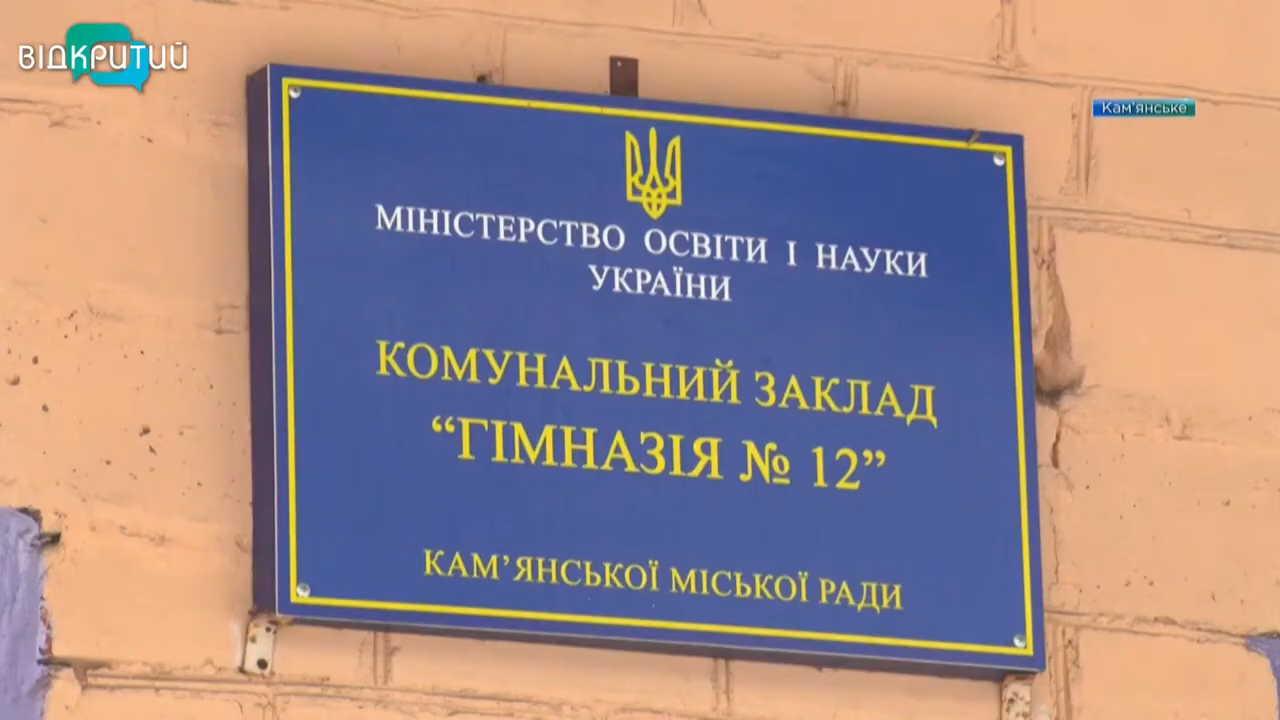 ВІДКРИТИЙ
Кам'янське
МІНІСТЕРСТВО ОСВІТИ І НАУКИ
УКРАЇНИ
КОМУНАЛЬНИЙ ЗАКЛАД
“ГІМНАЗІЯ № 12”
КАМ’ЯНСЬКОЇ МІСЬКОЇ РАДИ